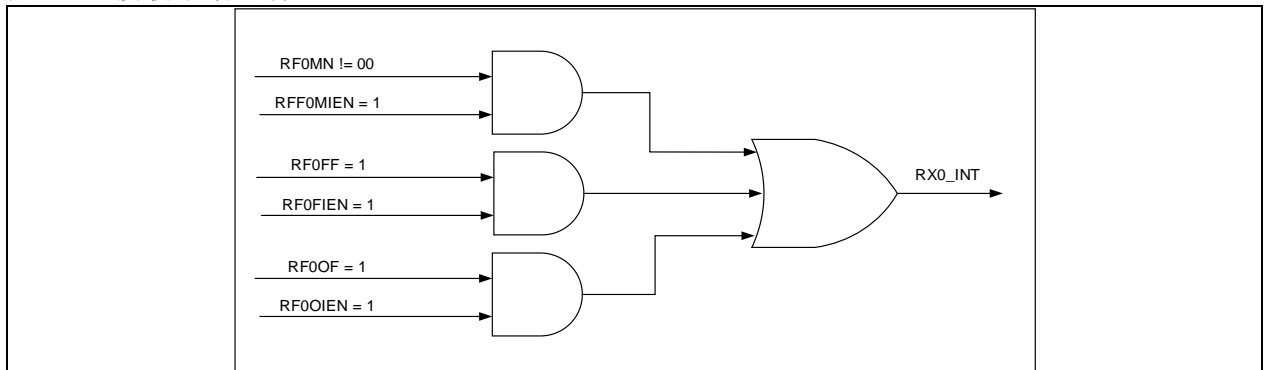 RF0MN != 00
RFF0MIEN = 1
RF0FF = 1
RF0FIEN = 1
RF0OF = 1
RF0OIEN = 1
RX0_INT